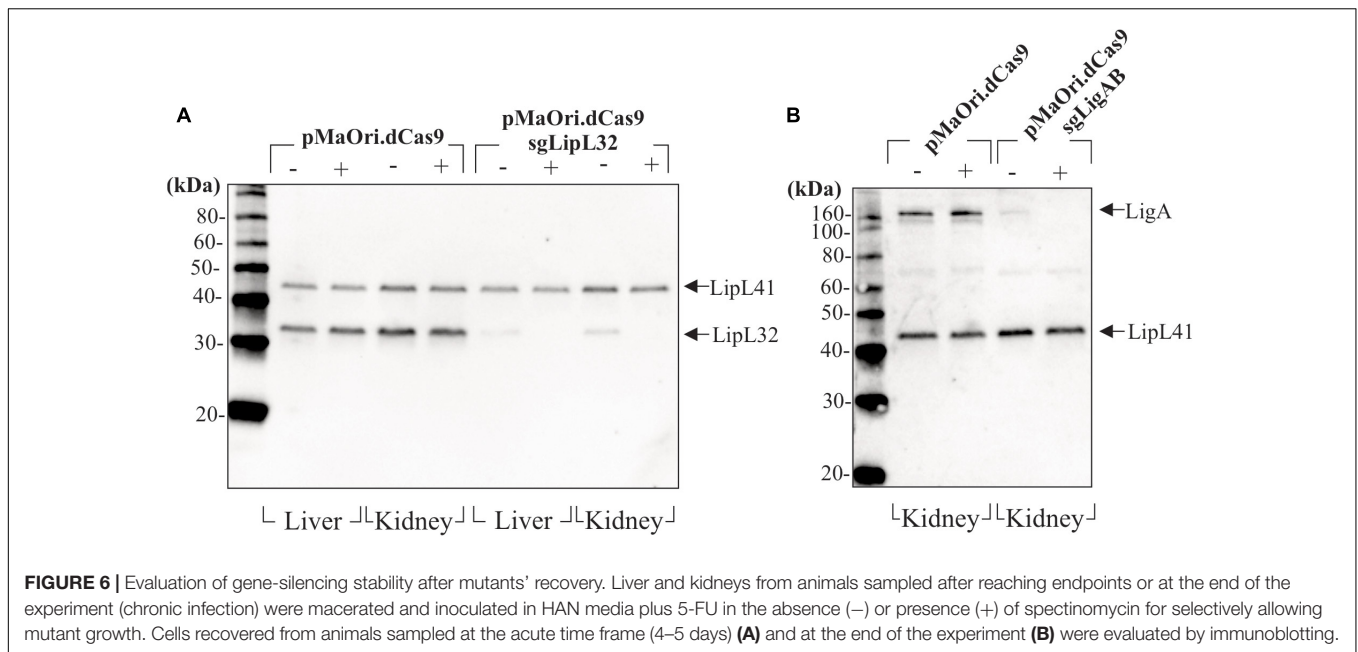 A
pMaOri.dCas9
pMaOri.dCas9
sgLipL32
- + - + - + - +
(kDa)
80-
60-
50-
40-
30-
20-
LipL41
LipL32
Liver Kidney Liver Kidney
B
pMaOri.dCas9
pMaOri.dCas9
sgLigAB
- + - +
(kDa)
160-
100-
80-
60-
50-
40-
30-
20-
LigA
LipL41
Kidney Kidney
FIGURE 6 | Evaluation of gene-silencing stability after mutants' recovery. Liver and kidneys from animals sampled after reaching endpoints or at the end of the
experiment (chronic infection) were macerated and inoculated in HAN media plus 5-FU in the absence (−) or presence (+) of spectinomycin for selectively allowing
mutant growth. Cells recovered from animals sampled at the acute time frame (4–5 days) (A) and at the end of the experiment (B) were evaluated by immunoblotting.